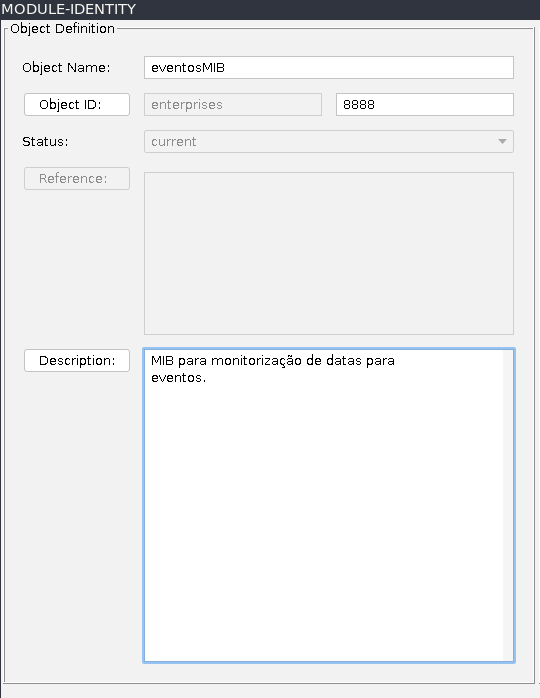 MODULE-IDENTITY
Object Definition
Object Name: eventosMIB
Object ID: enterprises 8888
Status: current
Reference:
Description: MIB para monitorização de datas para
eventos.